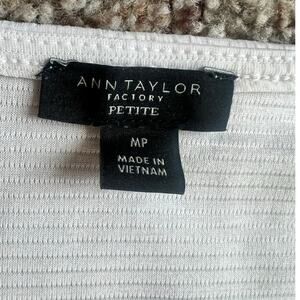 ANN TAYLOR
FACTORY
PETITE
MP
MADE IN
VIETNAM